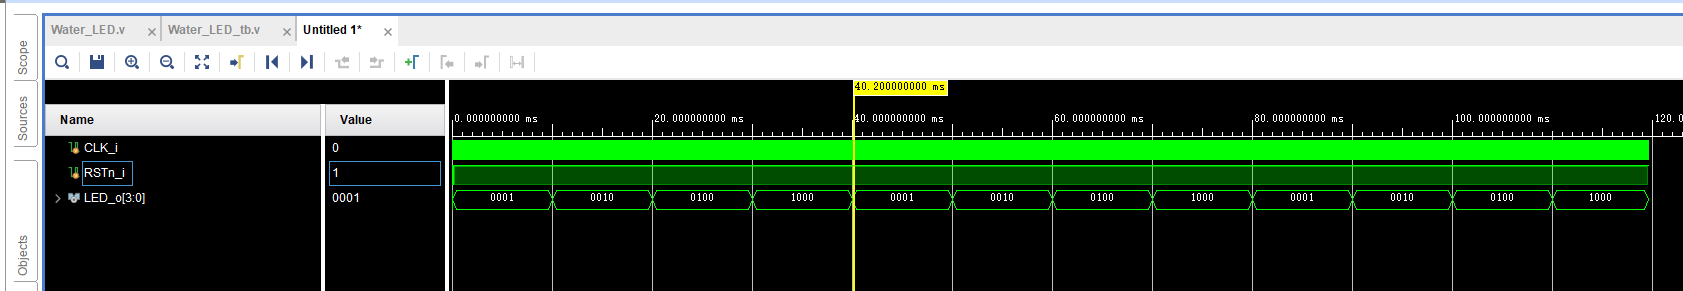 Water_LED.v × Water_LED_tb.v × Untitled 1* ×
Scope
Sources
Objects
40.200000000 ms
Name Value
0.000000000 ms 20.000000000 ms 40.000000000 ms 60.000000000 ms 80.000000000 ms 100.000000000 ms 120.0
CLK_i 0
RSTn_i 1
LED_o[3:0] 0001 0001 0010 0100 1000 0001 0010 0100 1000 0001 0010 0100 1000